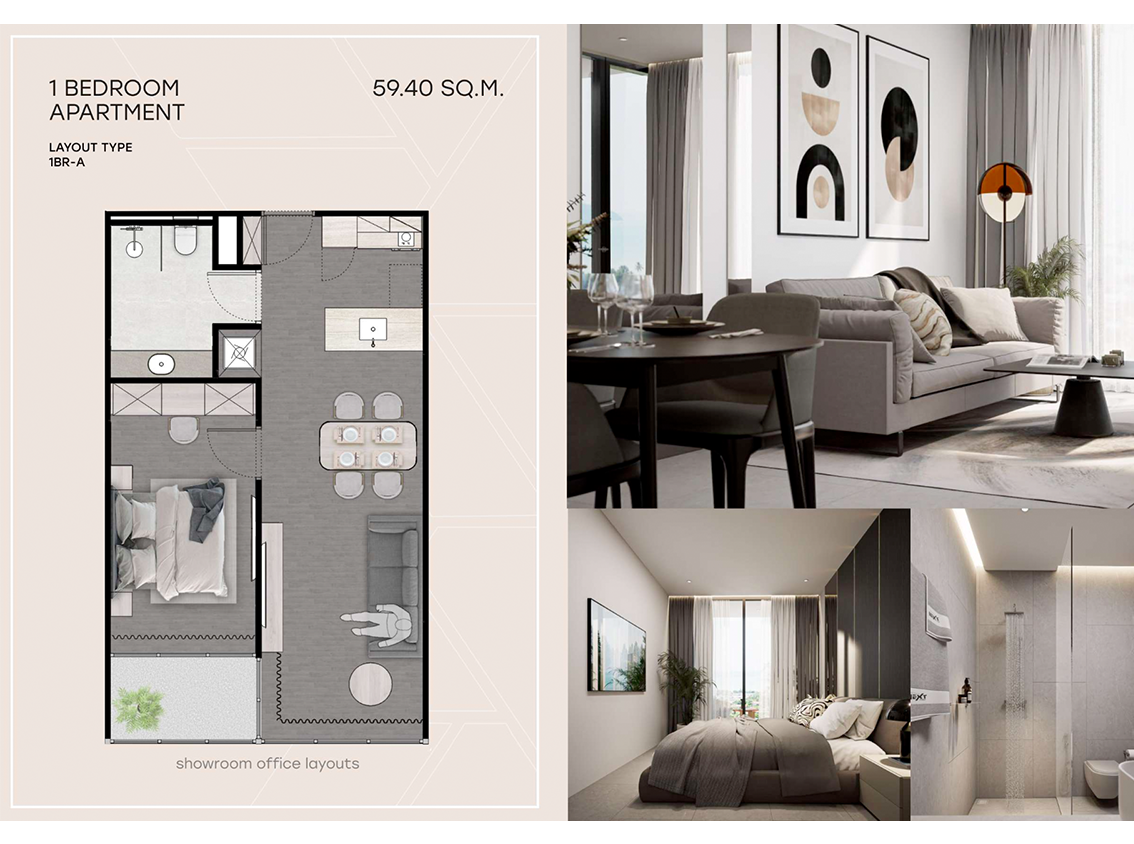 1 BEDROOM
APARTMENT
59.40 SQ.M.
LAYOUT TYPE
1BR-A
showroom office layouts